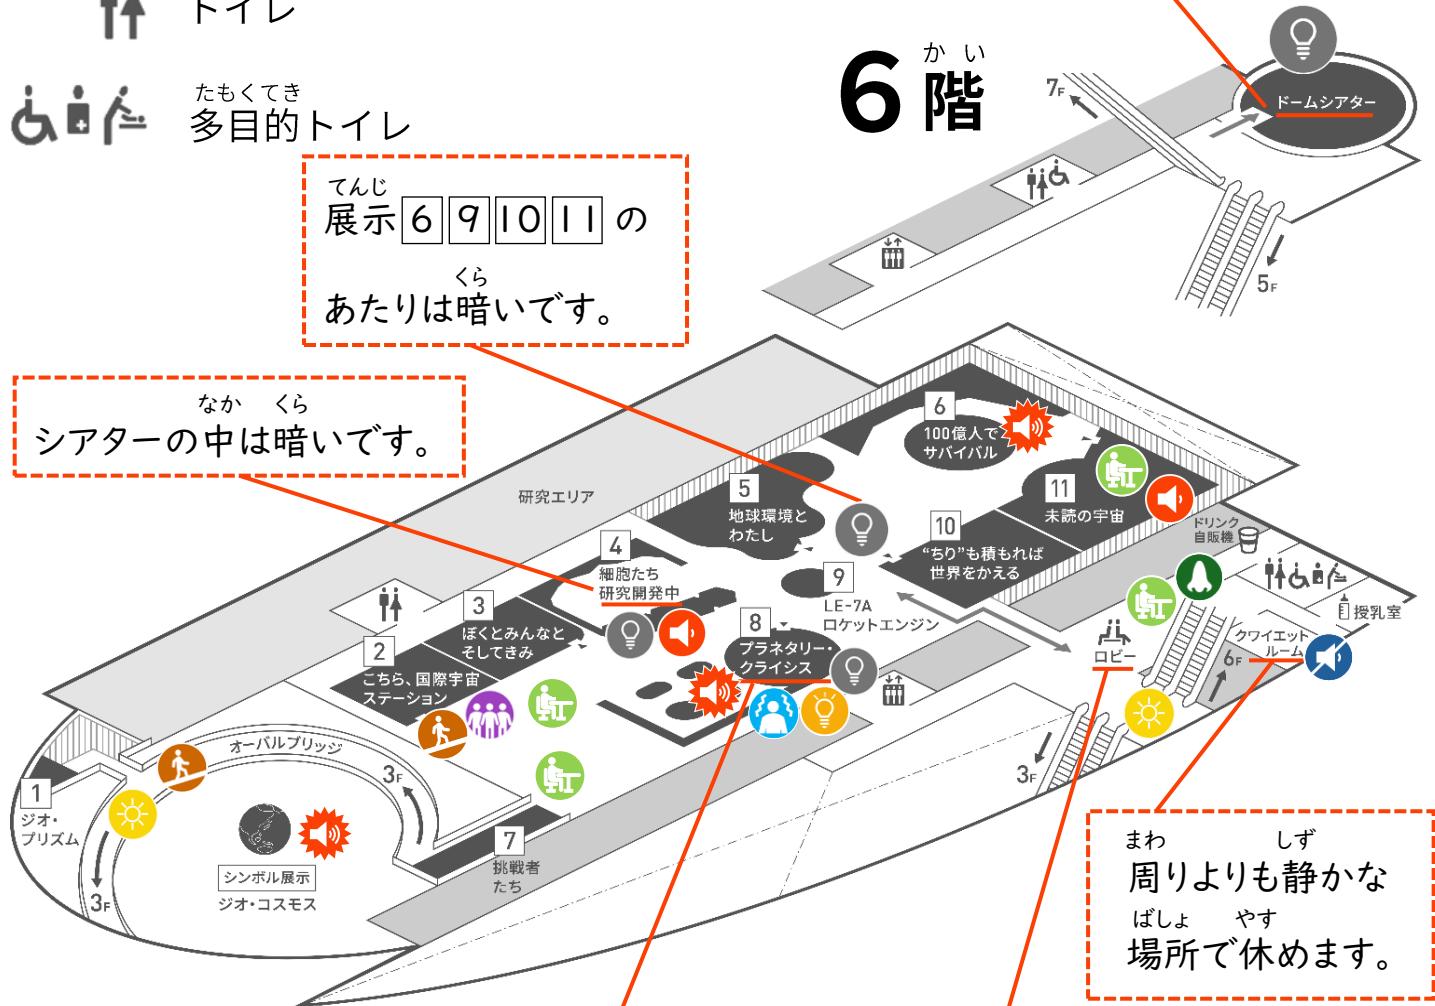 トイレ
たもくてき
多目的トイレ
かい
6階
7F
ドームシアター
5F
てんじ
展示 6 9 10 11 の
くら
あたりは暗いです。
なか くら
シアターの中は暗いです。
研究エリア
6
100億人で
サバイバル
5
地球環境と
わたし
11
未読の宇宙
10
“ちり”も積もれば
世界をかえる
ドリンク
自販機
4
細胞たち
研究開発中
9
LE-7A
ロケットエンジン
3
ぼくとみんなと
そしてきみ
8
プラネタリー・
クライシス
2
こちら、国際宇宙
ステーション
授乳室
ロビー
クワイエット
ルーム
6F
3F
オーバルブリッジ
3F
1
ジオ・
プリズム
3F
シンボル展示
ジオ・コスモス
7
挑戦者
たち
まわ しず
周りよりも静かな
ばしょ やす
場所で休めます。